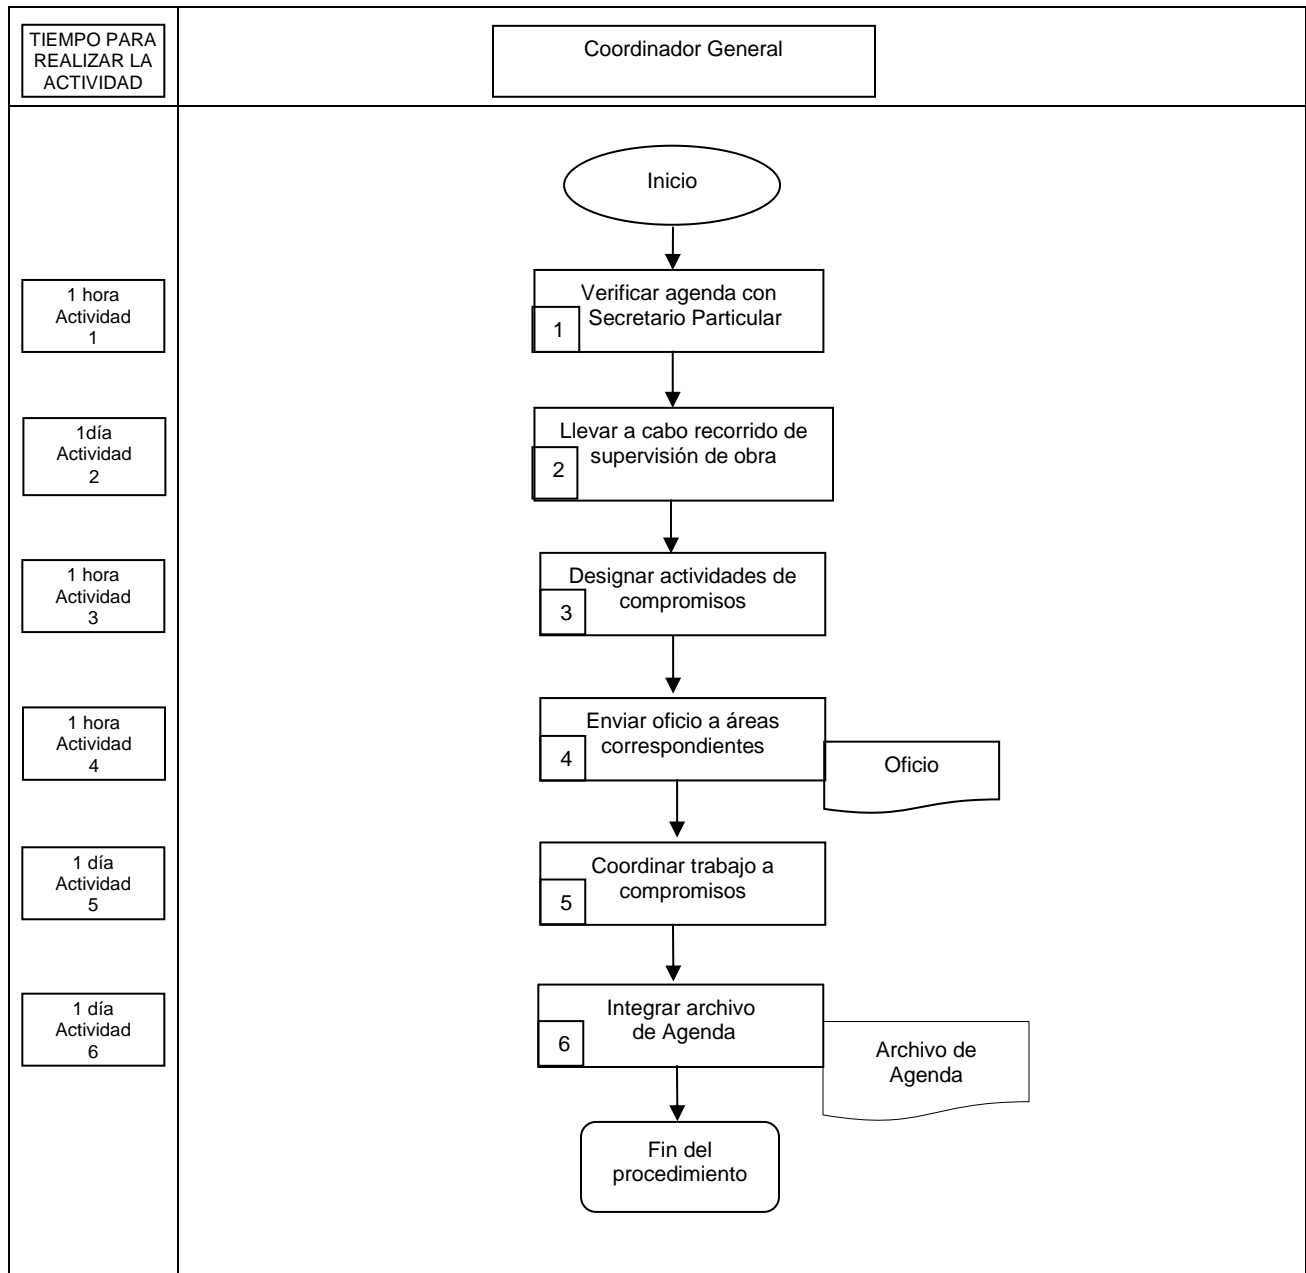 TIEMPO PARA
REALIZAR LA
ACTIVIDAD
Coordinador General
Inicio
1 hora
Actividad
1
Verificar agenda con
Secretario Particular
1
1día
Actividad
2
Llevar a cabo recorrido de
supervisión de obra
2
1 hora
Actividad
3
Designar actividades de
compromisos
3
1 hora
Actividad
4
Enviar oficio a áreas
correspondientes
4
Oficio
1 día
Actividad
5
Coordinar trabajo a
compromisos
5
1 día
Actividad
6
Integrar archivo
de Agenda
6
Archivo de
Agenda
Fin del
procedimiento